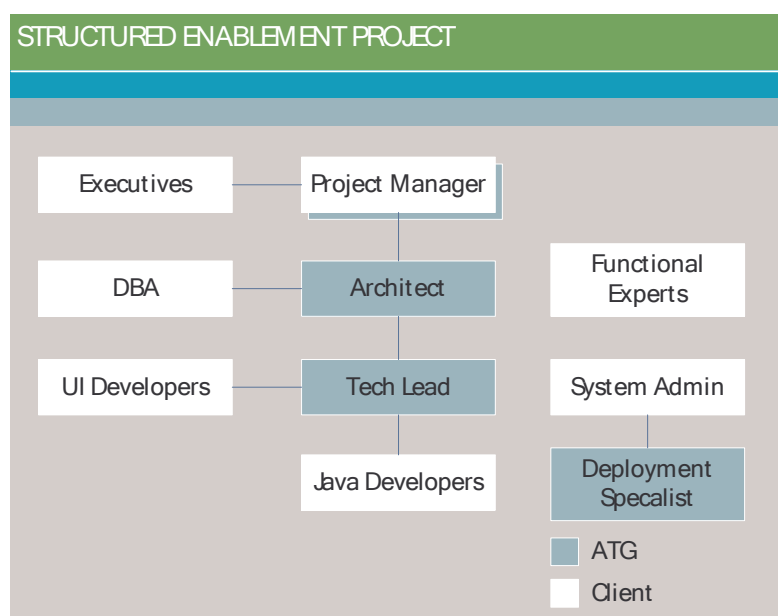 STRUCTURED ENABLEMENT PROJECT
Executives
Project Manager
DBA
Architect
Functional
Experts
UI Developers
Tech Lead
System Admin
Java Developers
Deployment
Specalist
ATG
Client